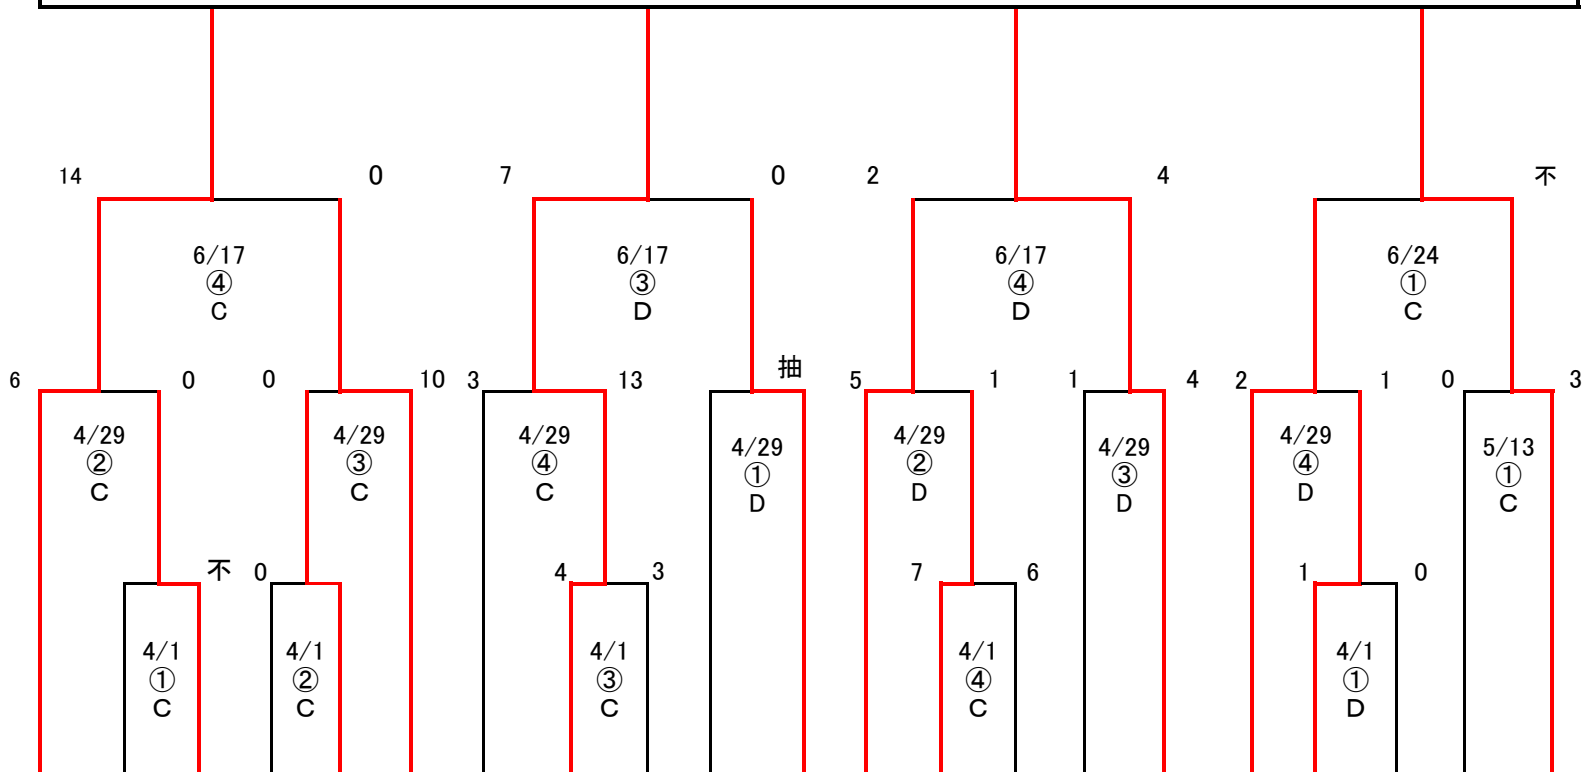 14 0 7 0 2 4 不
6/17 6/17 6/17 6/24
④ ③ ④ ①
C D D C
6 0 0 10 3 13 抽 5 1 1 4 2 1 0 3
4/29 4/29 4/29 4/29 4/29 4/29 4/29 5/13
② ③ ④ ① ② ③ ④ ①
C C C D D D D C
不 0 4 3 7 6 1 0
4/1 4/1 4/1 4/1 4/1
① ② ③ ④ ①
C C C C D